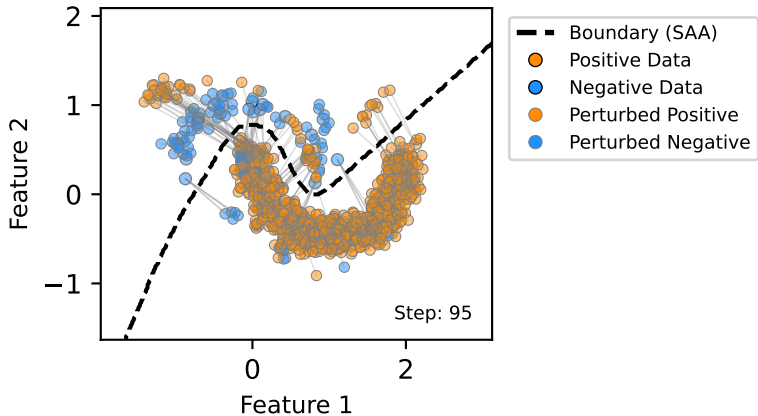 2
1
0
−1
Feature 2
0
2
Feature 1
Step: 95
Boundary (SAA)
Positive Data
Negative Data
Perturbed Positive
Perturbed Negative